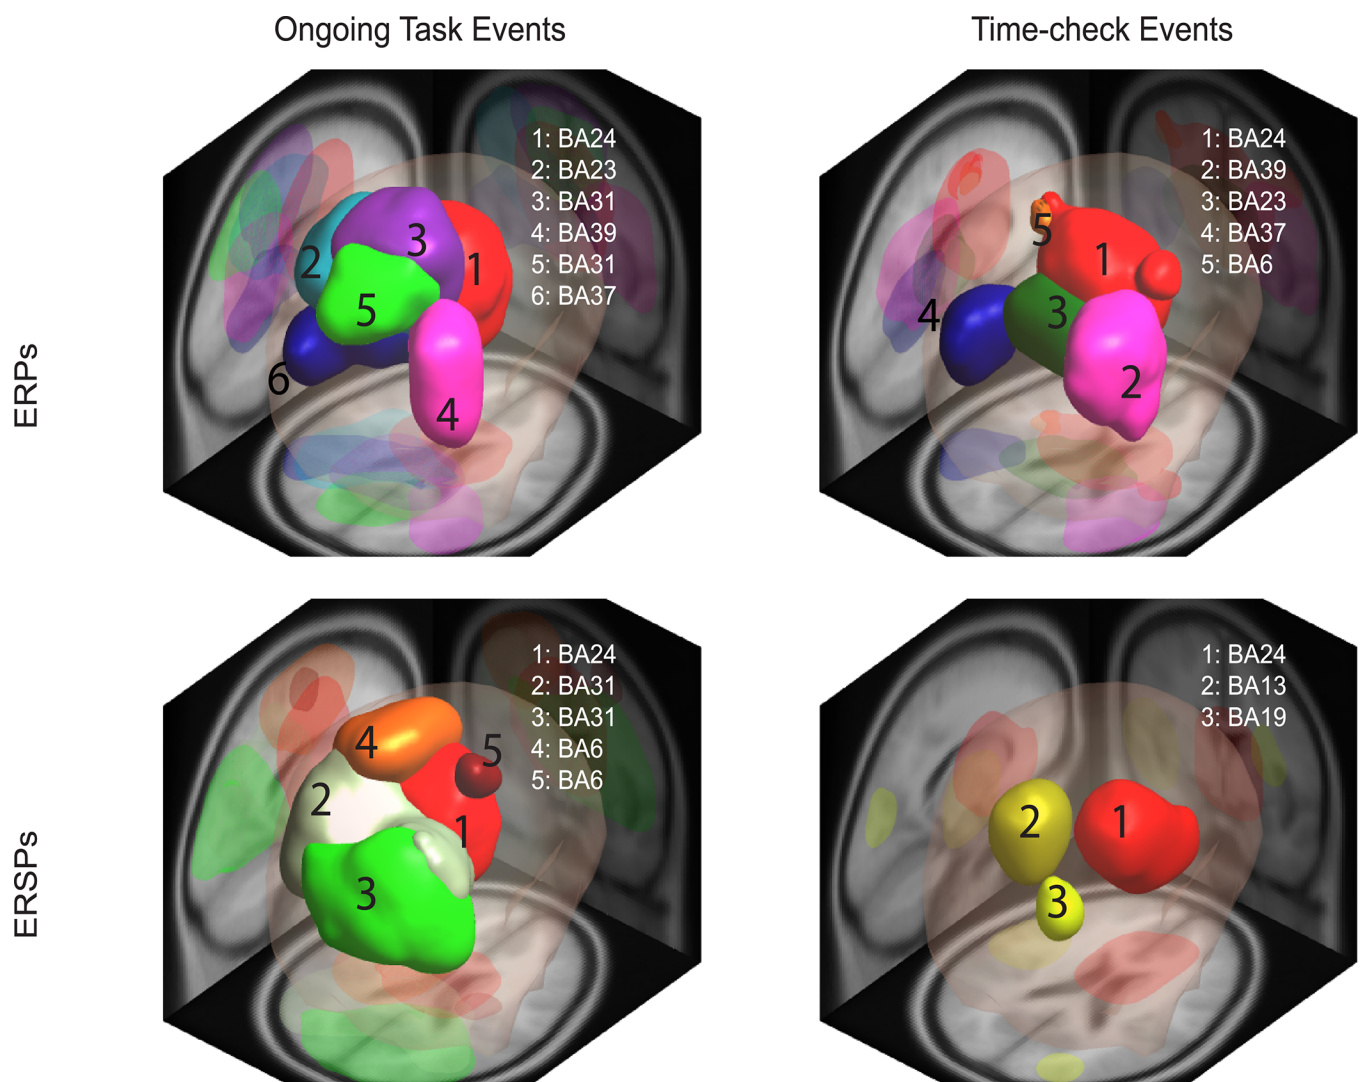 Ongoing Task Events
Time-check Events
ERPs
1: BA24
2: BA23
3: BA31
4: BA39
5: BA31
6: BA37
1
2
3
4
5
6
1: BA24
2: BA39
3: BA23
4: BA37
5: BA6
1
2
3
4
5
ERSPs
1: BA24
2: BA31
3: BA31
4: BA6
5: BA6
1
2
3
4
5
1: BA24
2: BA13
3: BA19
1
2
3